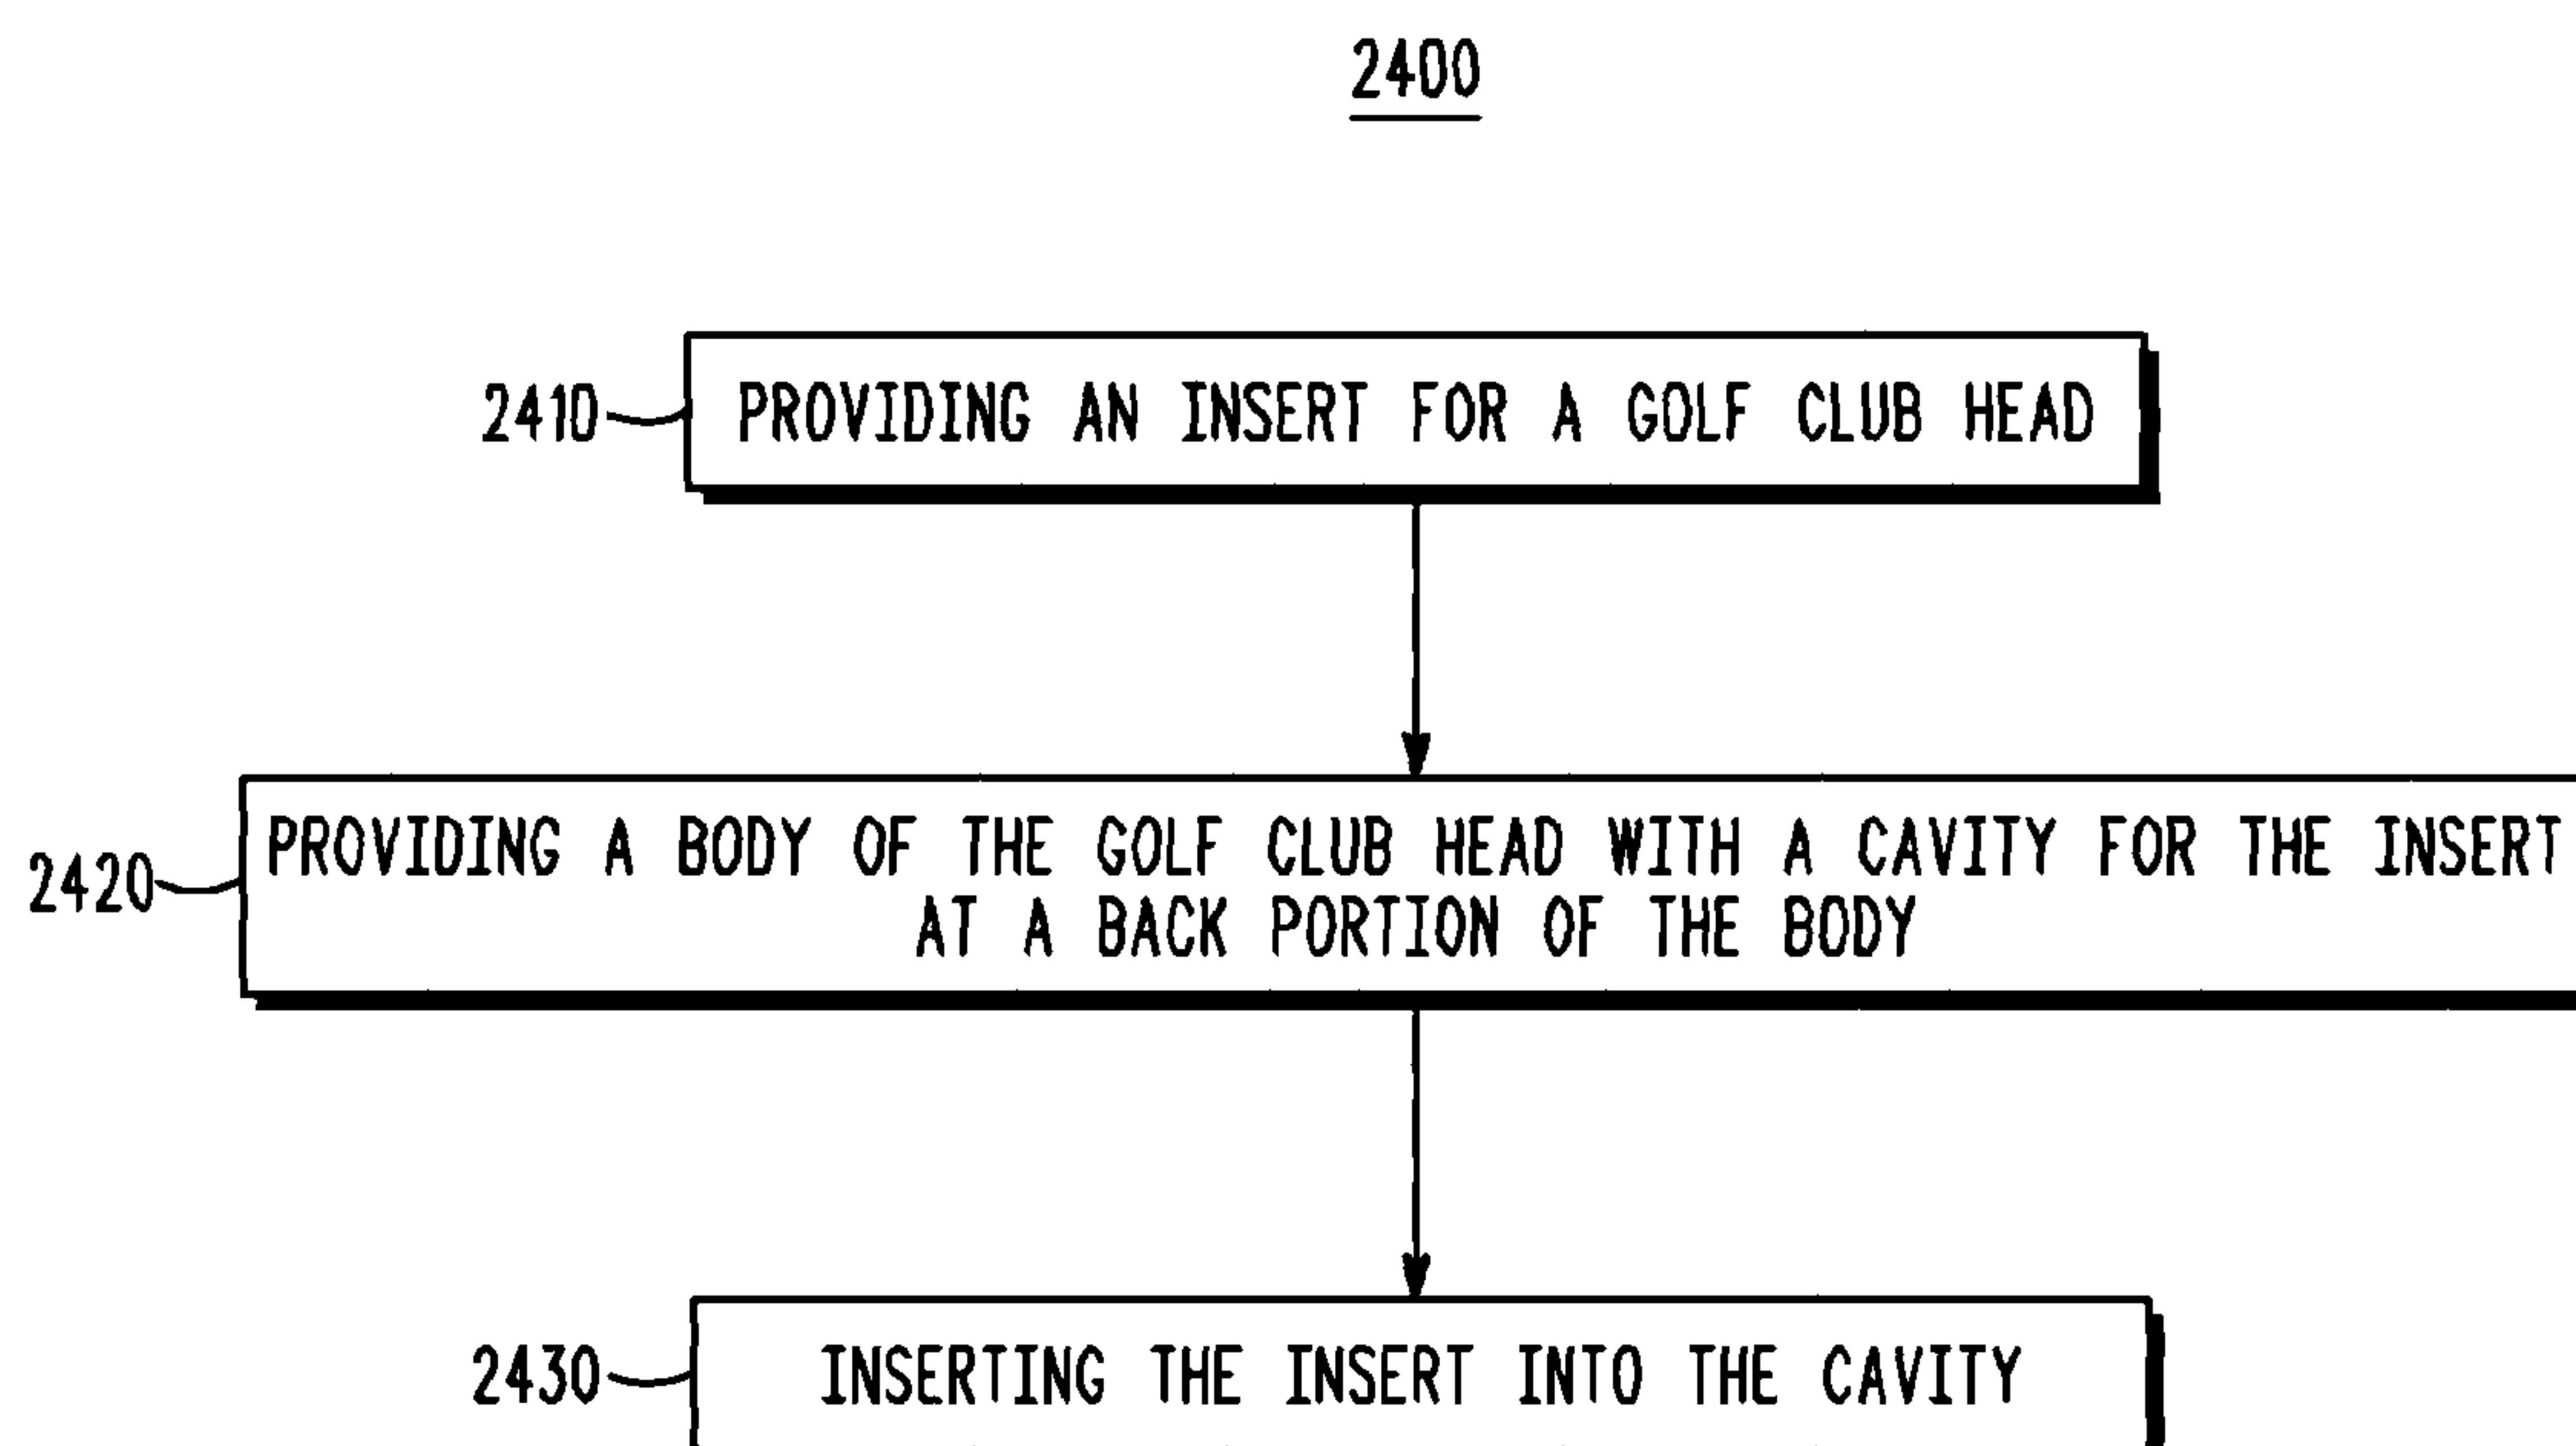 2400
2410 PROVIDING AN INSERT FOR A GOLF CLUB HEAD
PROVIDING A BODY OF THE GOLF CLUB HEAD WITH A CAVITY FOR THE INSERT
2420
AT A BACK PORTION OF THE BODY
2430 INSERTING THE INSERT INTO THE CAVITY